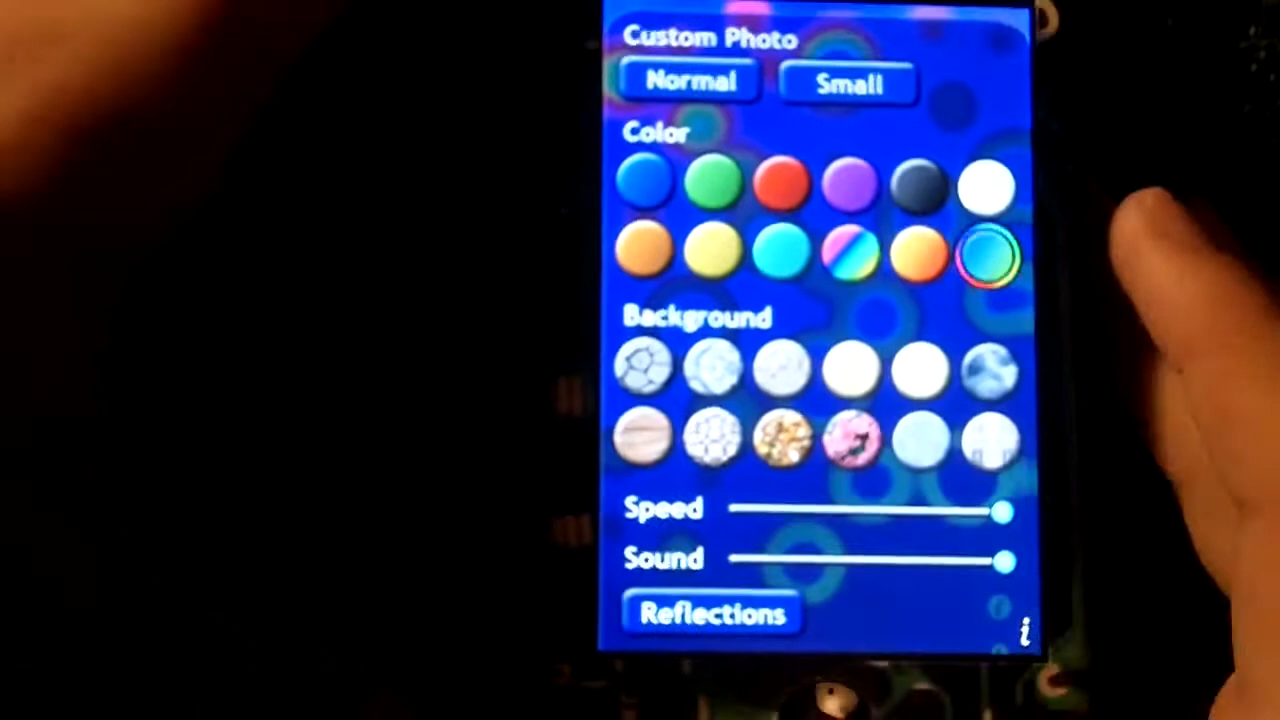 Custom Photo
Normal Small
Color
Background
Speed
Sound
Reflections
i